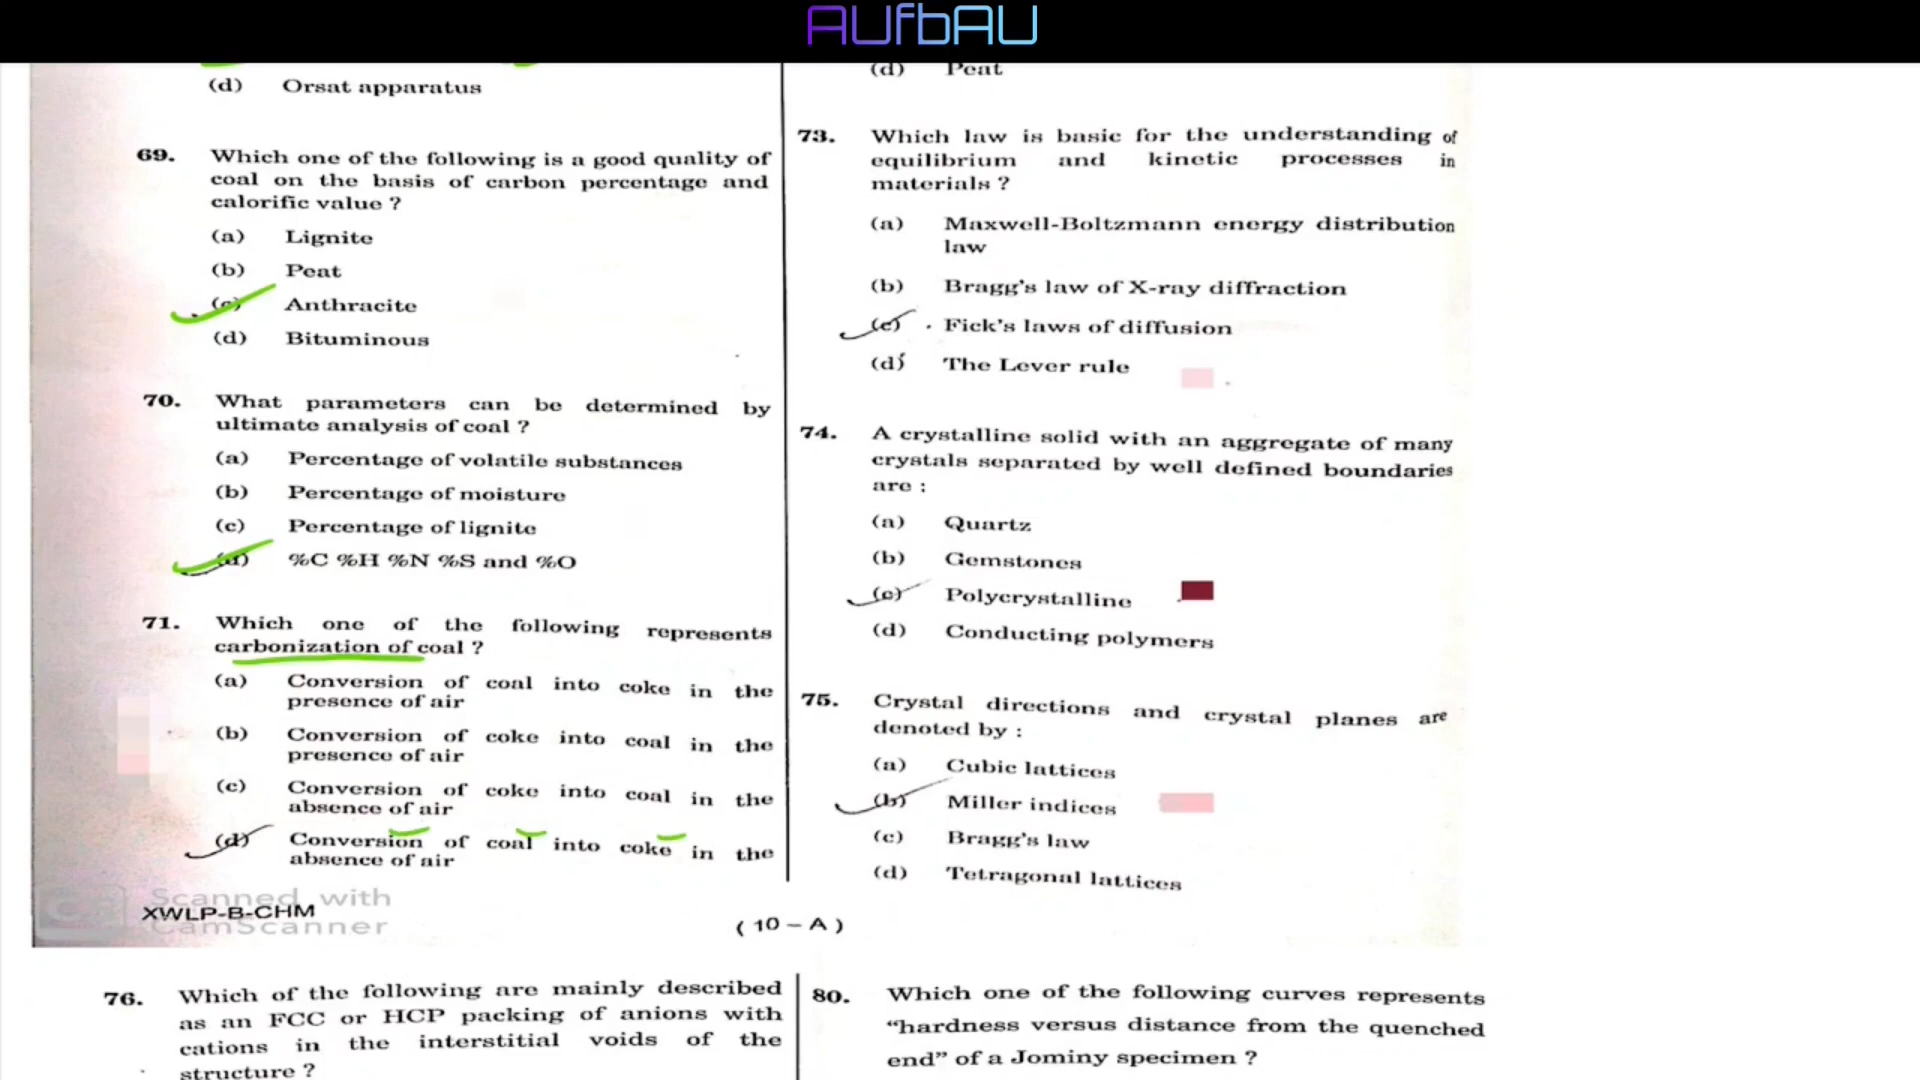 AUfbAU
(d) Orsat apparatus
69. Which one of the following is a good quality of
coal on the basis of carbon percentage and
calorific value ?
(a) Lignite
(b) Peat
(c) Anthracite
(d) Bituminous
70. What parameters can be determined by
ultimate analysis of coal ?
(a) Percentage of volatile substances
(b) Percentage of moisture
(c) Percentage of lignite
(d) %C %H %N %S and %O
71. Which one of the following represents
carbonization of coal ?
(a) Conversion of coal into coke in the
presence of air
(b) Conversion of coke into coal in the
presence of air
(c) Conversion of coke into coal in the
absence of air
(d) Conversion of coal into coke in the
absence of air
Scanned with
CamScanner
XWLP-B-CHM
( 10 – A )
(d) Peat
73. Which law is basic for the understanding of
equilibrium and kinetic processes in
materials ?
(a) Maxwell-Boltzmann energy distribution
law
(b) Bragg's law of X-ray diffraction
(c) Fick's laws of diffusion
(d) The Lever rule
74. A crystalline solid with an aggregate of many
crystals separated by well defined boundaries
are :
(a) Quartz
(b) Gemstones
(c) Polycrystalline
(d) Conducting polymers
75. Crystal directions and crystal planes are
denoted by :
(a) Cubic lattices
(b) Miller indices
(c) Bragg's law
(d) Tetragonal lattices
76. Which of the following are mainly described
as an FCC or HCP packing of anions with
cations in the interstitial voids of the
structure ?
80. Which one of the following curves represents
"hardness versus distance from the quenched
end" of a Jominy specimen ?